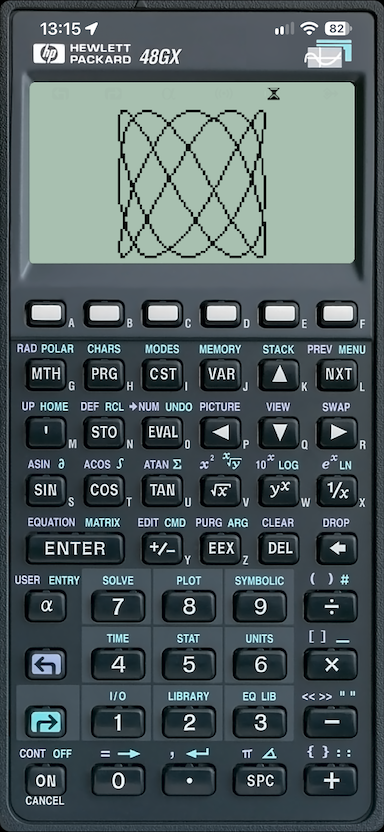 13:15 82
hp HEWLETT PACKARD 48GX
A B C D E F
RAD POLAR CHARS MODES MEMORY STACK PREV MENU
MTH G PRG H CST I VAR J ▲ K NXT L
UP HOME DEF RCL →NUM UNDO PICTURE VIEW SWAP
' M STO N EVAL O ◀ P ▼ Q ▶ R
ASIN ∂ ACOS ∫ ATAN Σ x² ˣ√y 10ˣ LOG eˣ LN
SIN S COS T TAN U √x V yˣ W 1/x X
EQUATION MATRIX EDIT CMD PURG ARG CLEAR DROP
ENTER +/− Y EEX Z DEL ←
USER ENTRY SOLVE PLOT SYMBOLIC ( ) #
α 7 8 9 ÷
TIME STAT UNITS [ ] _
↰ 4 5 6 ×
I/O LIBRARY EQ LIB << >> " "
↱ 1 2 3 −
CONT OFF = → , ↵ π ∡ { } : :
ON 0 . SPC +
CANCEL